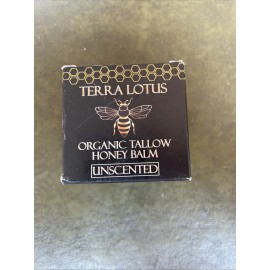 TERRA LOTUS
ORGANIC TALLOW
HONEY BALM
UNSCENTED